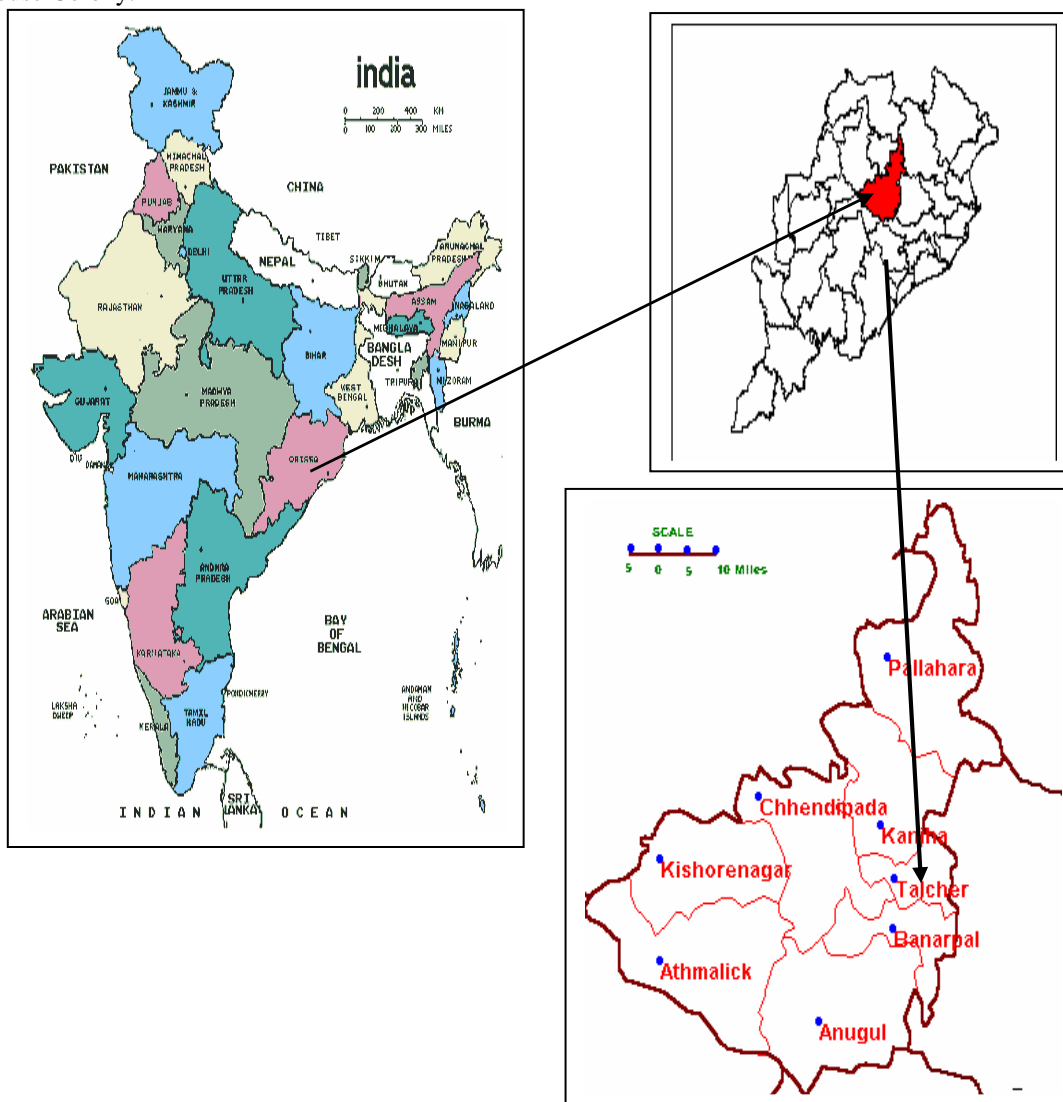 india
0 200 400 KM
0 100 200 300 MILES
JAMMU &
KASHMIR
HIMACHAL
PRADESH
PAKISTAN
CHINA
PUNJAB
HARYANA
DELHI
TIBET
NEPAL
SIKKIM
ARUNACHAL
PRADESH
BHUTAN
UTTAR
PRADESH
RAJASTHAN
ASSAM
NAGALAND
MEGHALAYA
MANIPUR
BIHAR
BANGLA
DESH
TRIPURA
MIZORAM
WEST
BENGAL
MADHYA
PRADESH
GUJARAT
BURMA
DIU
DAMAN
ORISSA
MAHARASHTRA
ANDHRA
PRADESH
GOA
ARABIAN
SEA
BAY
OF
BENGAL
KARNATAKA
PONDICHERRY
ANDAMAN
AND
NICOBAR
ISLANDS
LAKSHA
DWEEP
TAMIL
NADU
KERALA
SRI
LANKA
INDIAN OCEAN
SCALE
5 0 5 10 Miles
Pallahara
Chhendipada
Kaniha
Kishorenagar
Talcher
Banarpal
Athmalick
Anugul